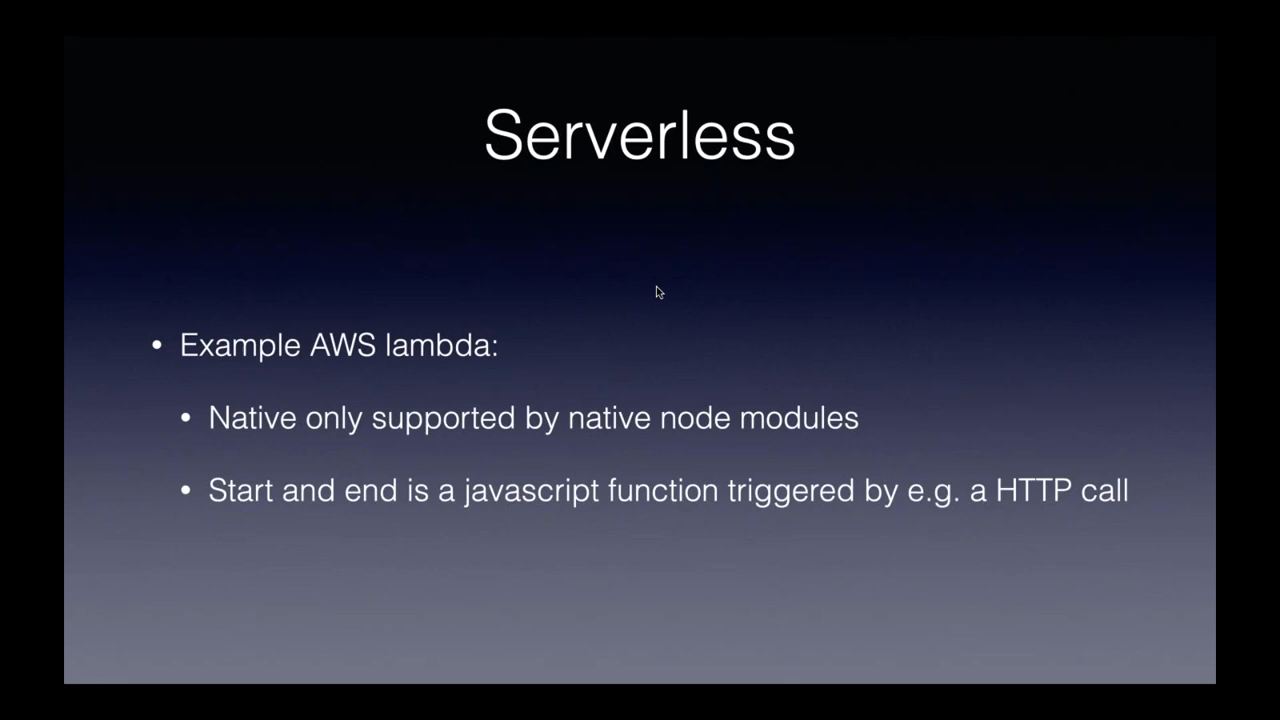 Serverless
• Example AWS lambda:
• Native only supported by native node modules
• Start and end is a javascript function triggered by e.g. a HTTP call